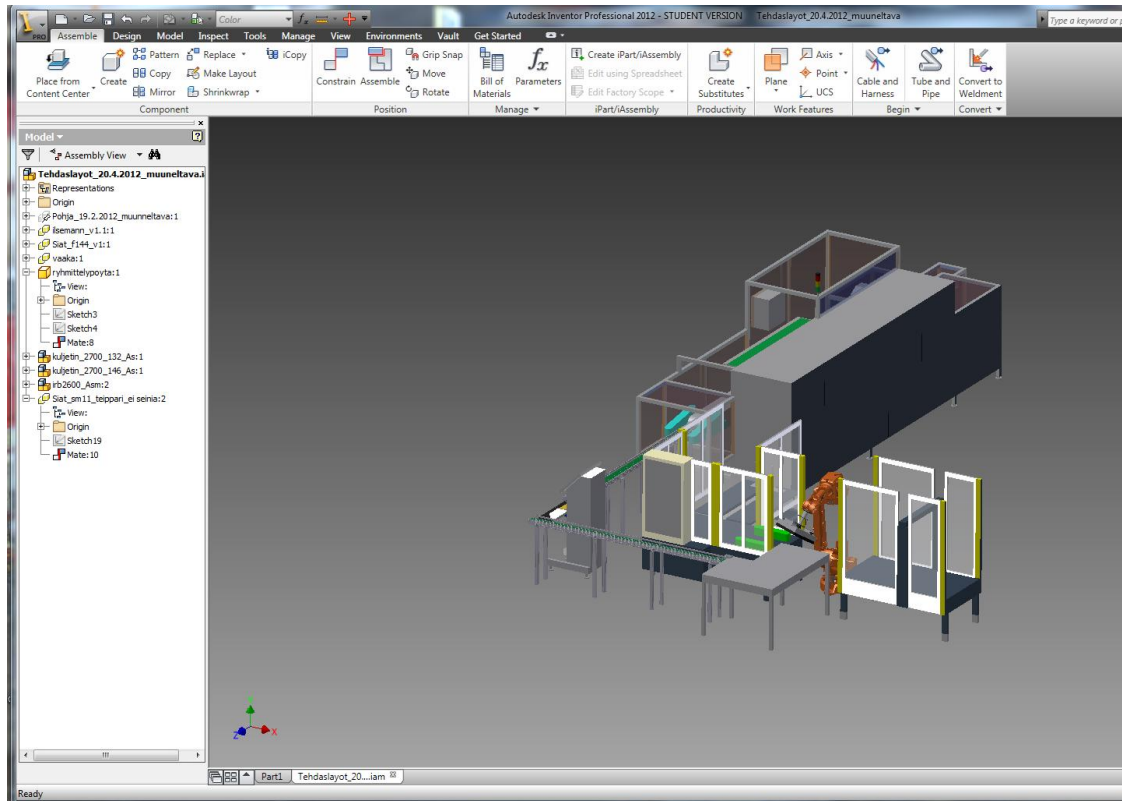 Color
Autodesk Inventor Professional 2012 - STUDENT VERSION Tehdaslayot_20.4.2012_muuneltava
Type a keyword or p
PRO
Assemble Design Model Inspect Tools Manage View Environments Vault Get Started
Place from Content Center
Create
Pattern
Copy
Mirror
Replace
Make Layout
Shrinkwrap
iCopy
Constrain
Assemble
Grip Snap
Move
Rotate
Bill of Materials
fx
Parameters
Create iPart/iAssembly
Edit using Spreadsheet
Edit Factory Scope
Create Substitutes
Plane
Axis
Point
UCS
Cable and Harness
Tube and Pipe
Convert to Weldment
Component Position Manage iPart/iAssembly Productivity Work Features Begin Convert
Model
Assembly View
Tehdaslayot_20.4.2012_muuneltava.i
Representations
Origin
Pohja_19.2.2012_muunneltava:1
ilsemann_v1.1:1
Siat_f144_v1:1
vaaka:1
ryhmittelypoyta:1
View:
Origin
Sketch3
Sketch4
Mate:8
kuljetin_2700_132_As:1
kuljetin_2700_146_As:1
irb2600_Asm:2
Siat_sm11_teippari_ei seinia:2
View:
Origin
Sketch19
Mate:10
Y
Z
X
Part1 Tehdaslayot_20....iam
Ready